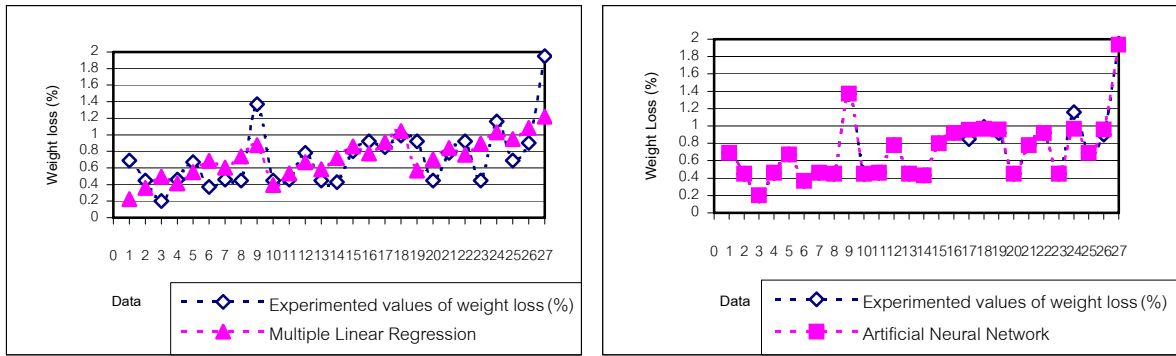 Weight loss (%)
2
1.8
1.6
1.4
1.2
1
0.8
0.6
0.4
0.2
0
0 1 2 3 4 5 6 7 8 9 10 11 12 13 14 15 16 17 18 19 20 21 22 23 24 25 26 27
Data
Experimented values of weight loss (%)
Multiple Linear Regression
Weight Loss (%)
2
1.8
1.6
1.4
1.2
1
0.8
0.6
0.4
0.2
0
0 1 2 3 4 5 6 7 8 9 10 11 12 13 14 15 16 17 18 19 20 21 22 23 24 25 26 27
Data
Experimented values of weight loss (%)
Artificial Neural Network